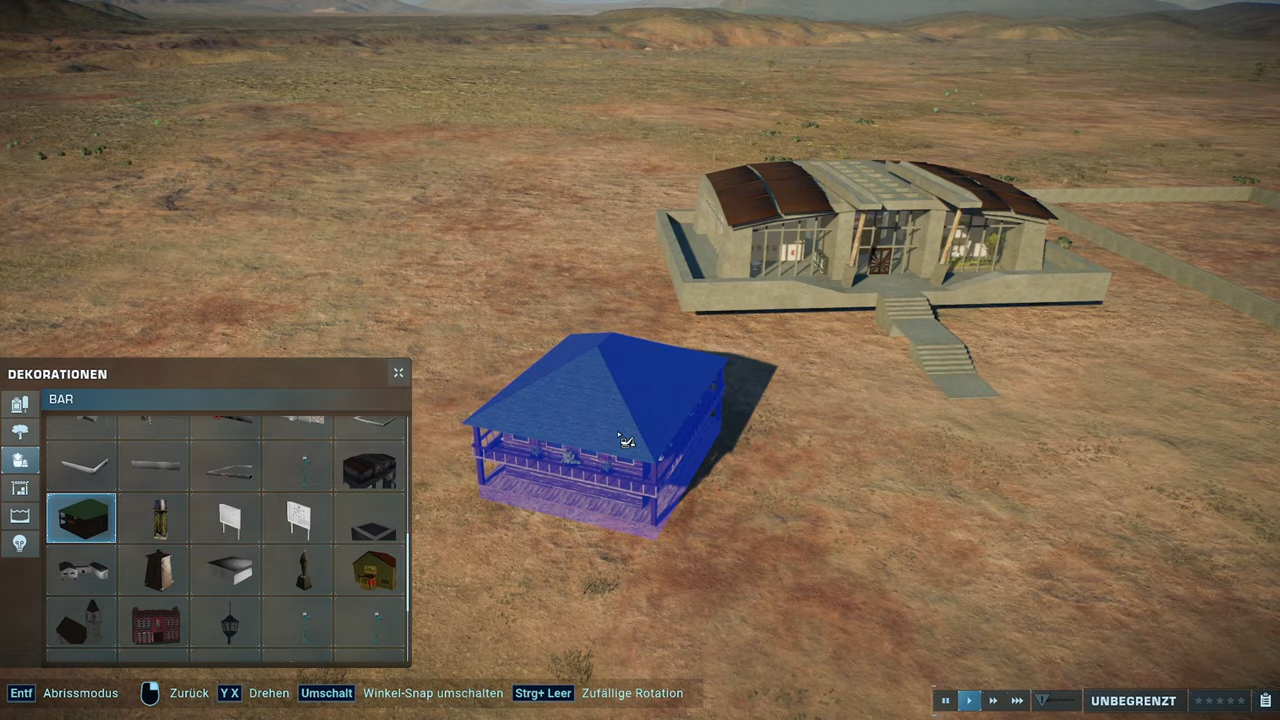 DEKORATIONEN
BAR
Entf Abrissmodus Zurück Y X Drehen Umschalt Winkel-Snap umschalten Strg+ Leer Zufällige Rotation
UNBEGRENZT